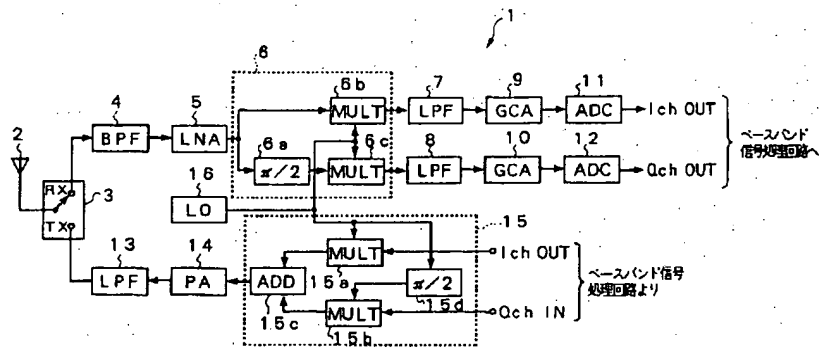 1
6
4
5
6b
7
9
11
BPF
LNA
MULT
LPF
GCA
ADC
Ich OUT
2
6a
6c
8
10
12
ベースバンド
信号処理回路へ
π/2
MULT
LPF
GCA
ADC
Qch OUT
RX
3
16
TX
LO
15
13
14
MULT
Ich OUT
LPF
PA
ADD
15a
π/2
ベースバンド信号
処理回路より
15d
15c
MULT
Qch IN
15b